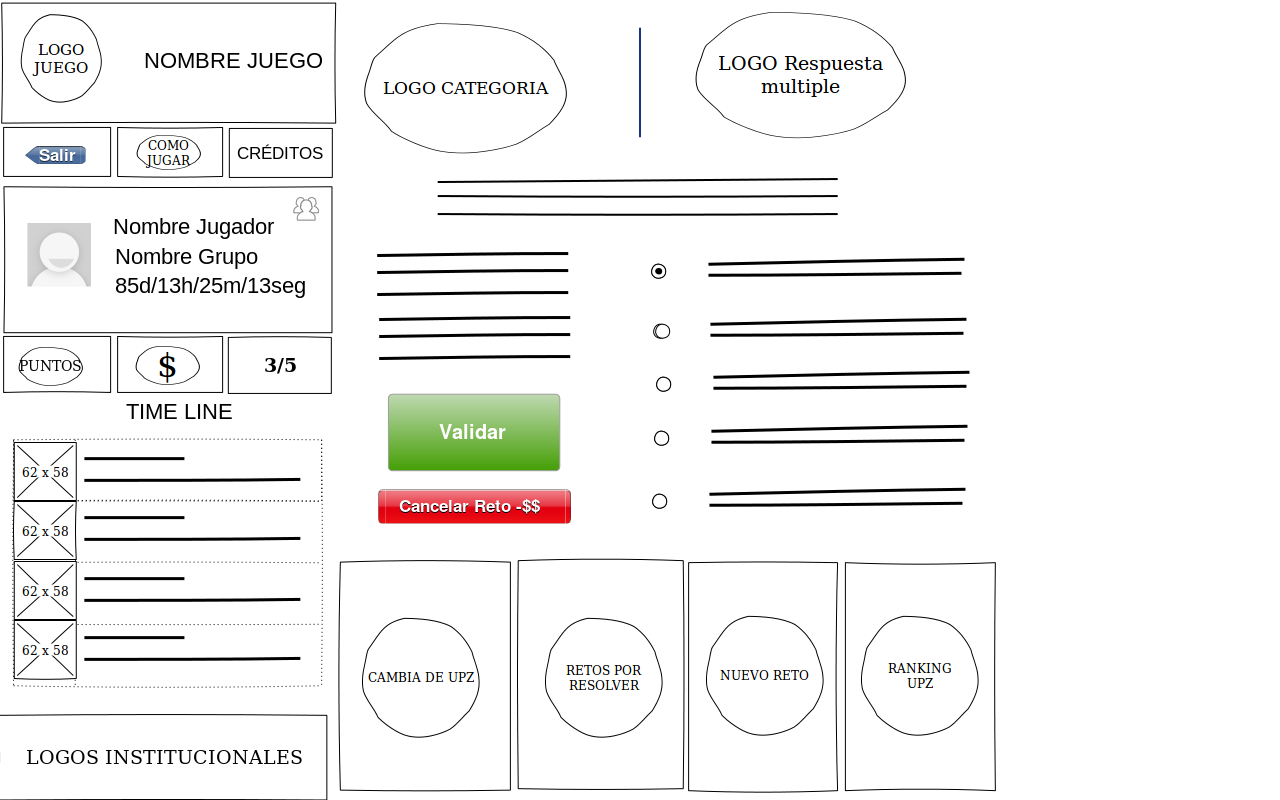 LOGO
JUEGO
NOMBRE JUEGO
Salir
COMO
JUGAR
CRÉDITOS
Nombre Jugador
Nombre Grupo
85d/13h/25m/13seg
PUNTOS
$
3/5
TIME LINE
62 x 58
62 x 58
62 x 58
62 x 58
LOGOS INSTITUCIONALES
LOGO CATEGORIA
LOGO Respuesta
multiple
Validar
Cancelar Reto -$$
CAMBIA DE UPZ
RETOS POR
RESOLVER
NUEVO RETO
RANKING
UPZ